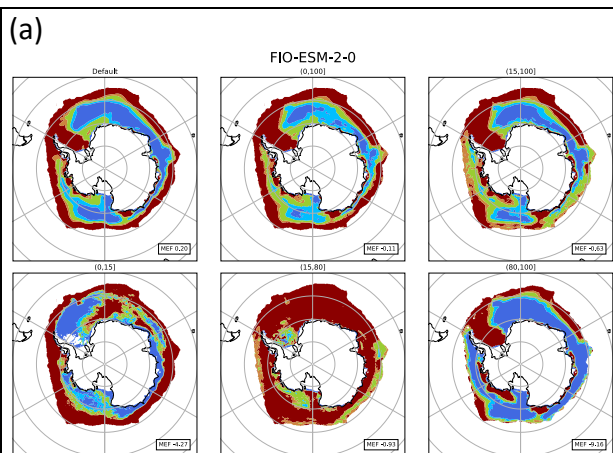 (a)
FIO-ESM-2-0
Default
(0,100]
(15,100]
MEF 0.20
MEF -0.11
MEF -0.63
(0,15]
(15,80]
(80,100]
MEF -4.27
MEF -0.93
MEF -9.16